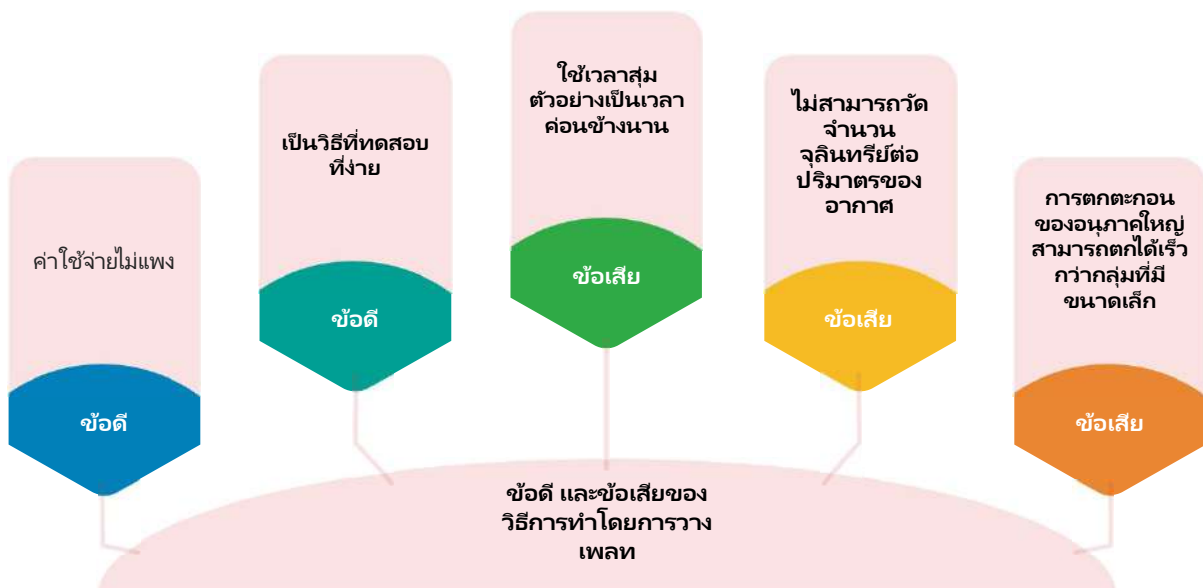 ค่าใช้จ่ายไม่แพง
ข้อดี
เป็นวิธีที่ทดสอบ
ที่ง่าย
ข้อดี
ใช้เวลาสุ่ม
ตัวอย่างเป็นเวลา
ค่อนข้างนาน
ข้อเสีย
ไม่สามารถวัด
จำนวน
จุลินทรีย์ต่อ
ปริมาตรของ
อากาศ
ข้อเสีย
การตกตะกอน
ของอนุภาคใหญ่
สามารถตกได้เร็ว
กว่ากลุ่มที่มี
ขนาดเล็ก
ข้อเสีย
ข้อดี และข้อเสียของ
วิธีการทำโดยการวาง
เพลท